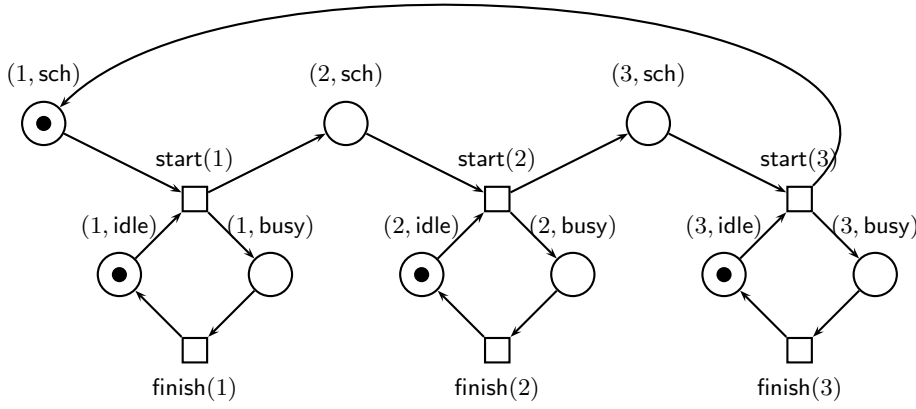 (1, sch)
(2, sch)
(3, sch)
start(1)
start(2)
start(3)
(1, idle)
(1, busy)
(2, idle)
(2, busy)
(3, idle)
(3, busy)
finish(1)
finish(2)
finish(3)